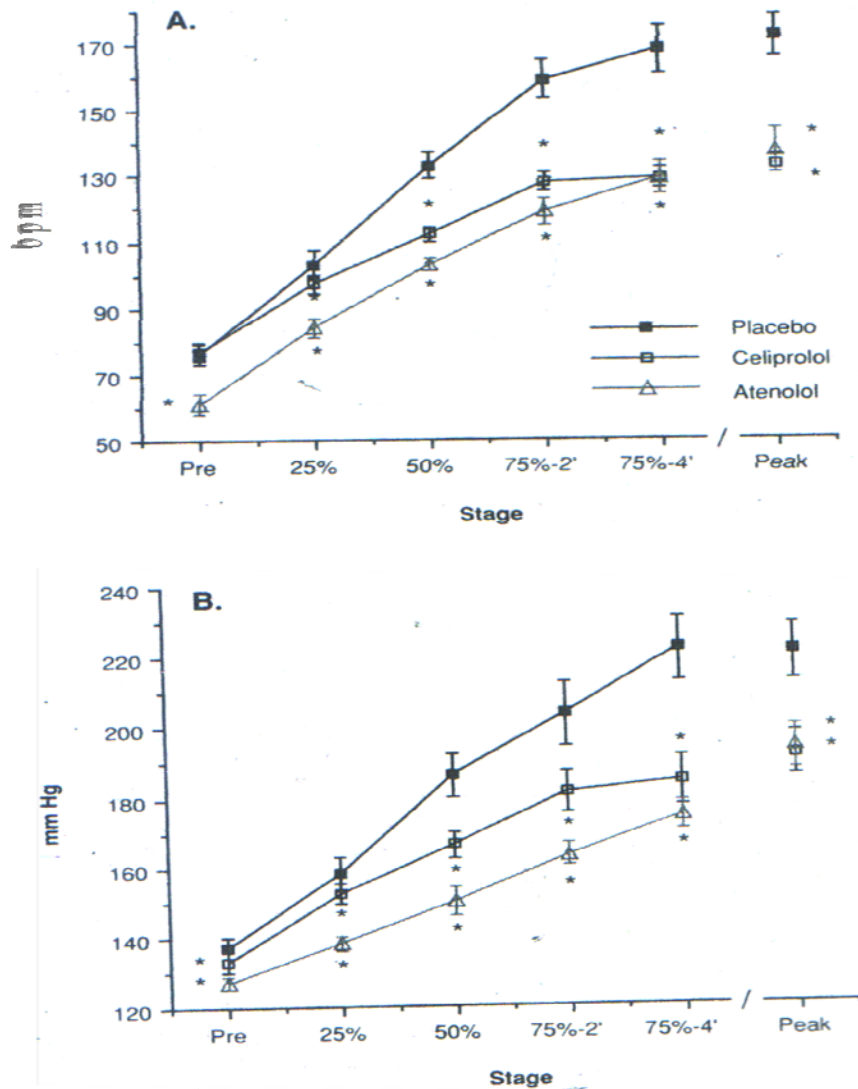 A.
170
150
130
110
90
70
50
bpm
Placebo
Celiprolol
Atenolol
Pre 25% 50% 75%-2' 75%-4' / Peak
Stage
B.
240
220
200
180
160
140
120
mm Hg
Pre 25% 50% 75%-2' 75%-4' / Peak
Stage